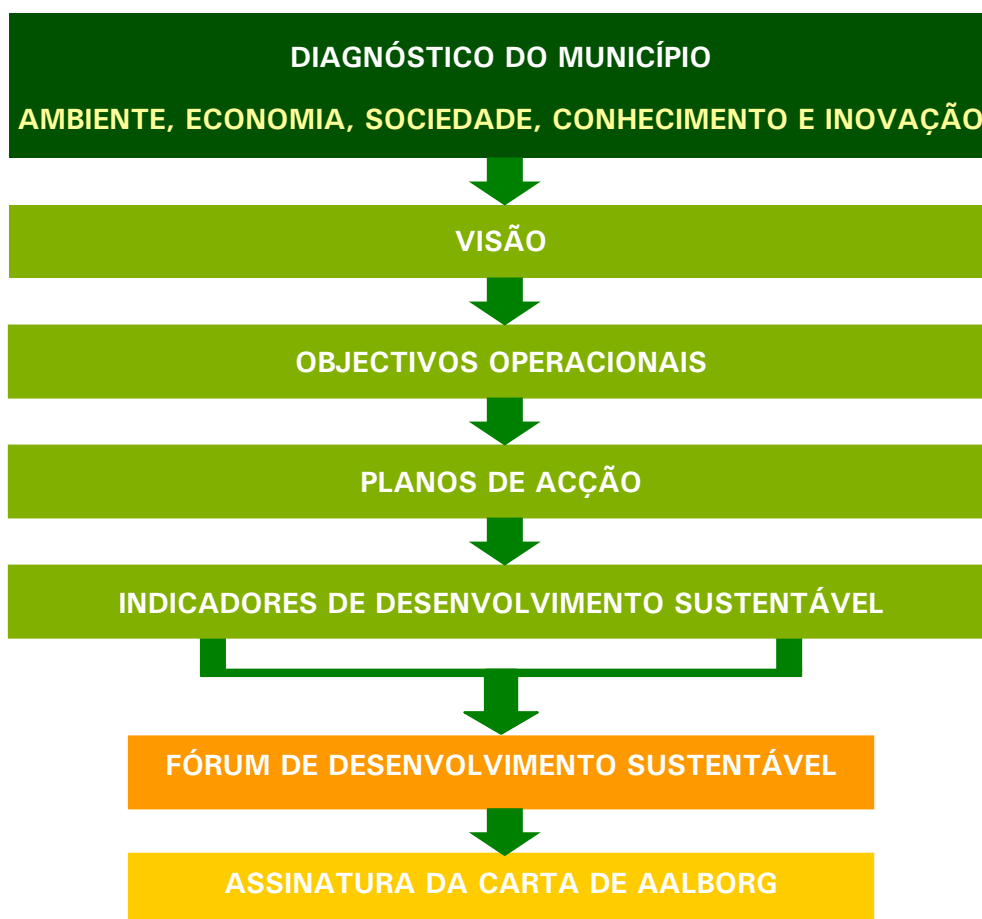 DIAGNÓSTICO DO MUNICÍPIO
AMBIENTE, ECONOMIA, SOCIEDADE, CONHECIMENTO E INOVAÇÃO
VISÃO
OBJECTIVOS OPERACIONAIS
PLANOS DE ACÇÃO
INDICADORES DE DESENVOLVIMENTO SUSTENTÁVEL
FÓRUM DE DESENVOLVIMENTO SUSTENTÁVEL
ASSINATURA DA CARTA DE AALBORG